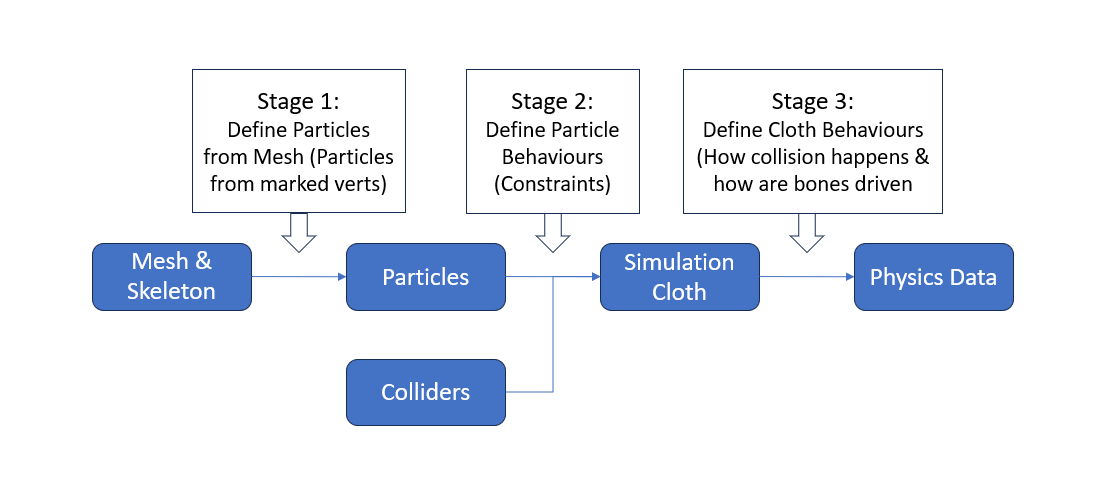 Stage 1:
Define Particles
from Mesh (Particles
from marked verts)
Stage 2:
Define Particle
Behaviours
(Constraints)
Stage 3:
Define Cloth Behaviours
(How collision happens &
how are bones driven
Mesh &
Skeleton
Particles
Simulation
Cloth
Physics Data
Colliders